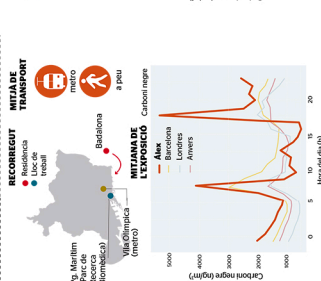 RECORREGUT
Residència
Lloc de
treball
MITJÀ DE
TRANSPORT
metro
a peu
Badalona
Pg. Marítim
(Parc de
Recerca
Biomèdica)
Vila Olímpica
(metro)
MITJANA DE
L'EXPOSICIÓ
Carboni negre
Àlex
Barcelona
Londres
Anvers
Carboni negre (ng/m³)
5000
4000
3000
2000
1000
0
5
10
15
20
Hora del dia (h)